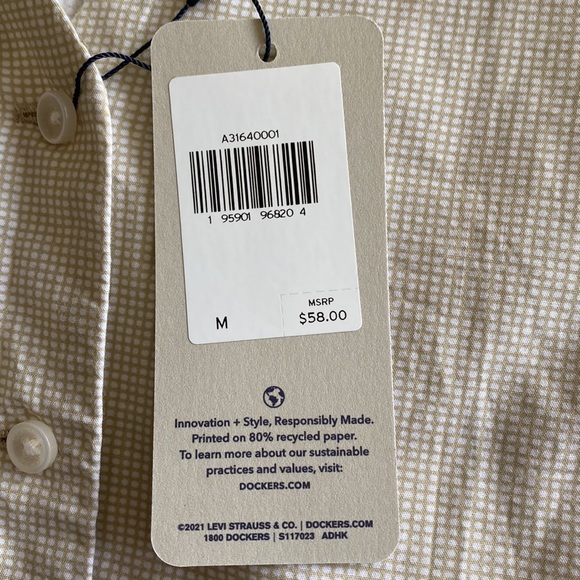 A31640001
1 95901 96820 4
MSRP
M
$58.00
Innovation + Style, Responsibly Made.
Printed on 80% recycled paper.
To learn more about our sustainable
practices and values, visit:
DOCKERS.COM
©2021 LEVI STRAUSS & CO. | DOCKERS.COM
1800 DOCKERS | S117023 ADHK